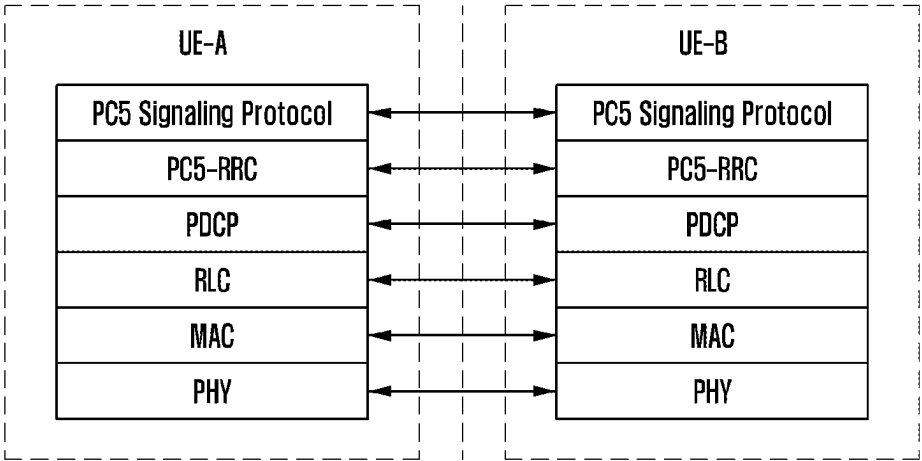 UE-A
UE-B
PC5 Signaling Protocol
PC5 Signaling Protocol
PC5-RRC
PC5-RRC
PDCP
PDCP
RLC
RLC
MAC
MAC
PHY
PHY